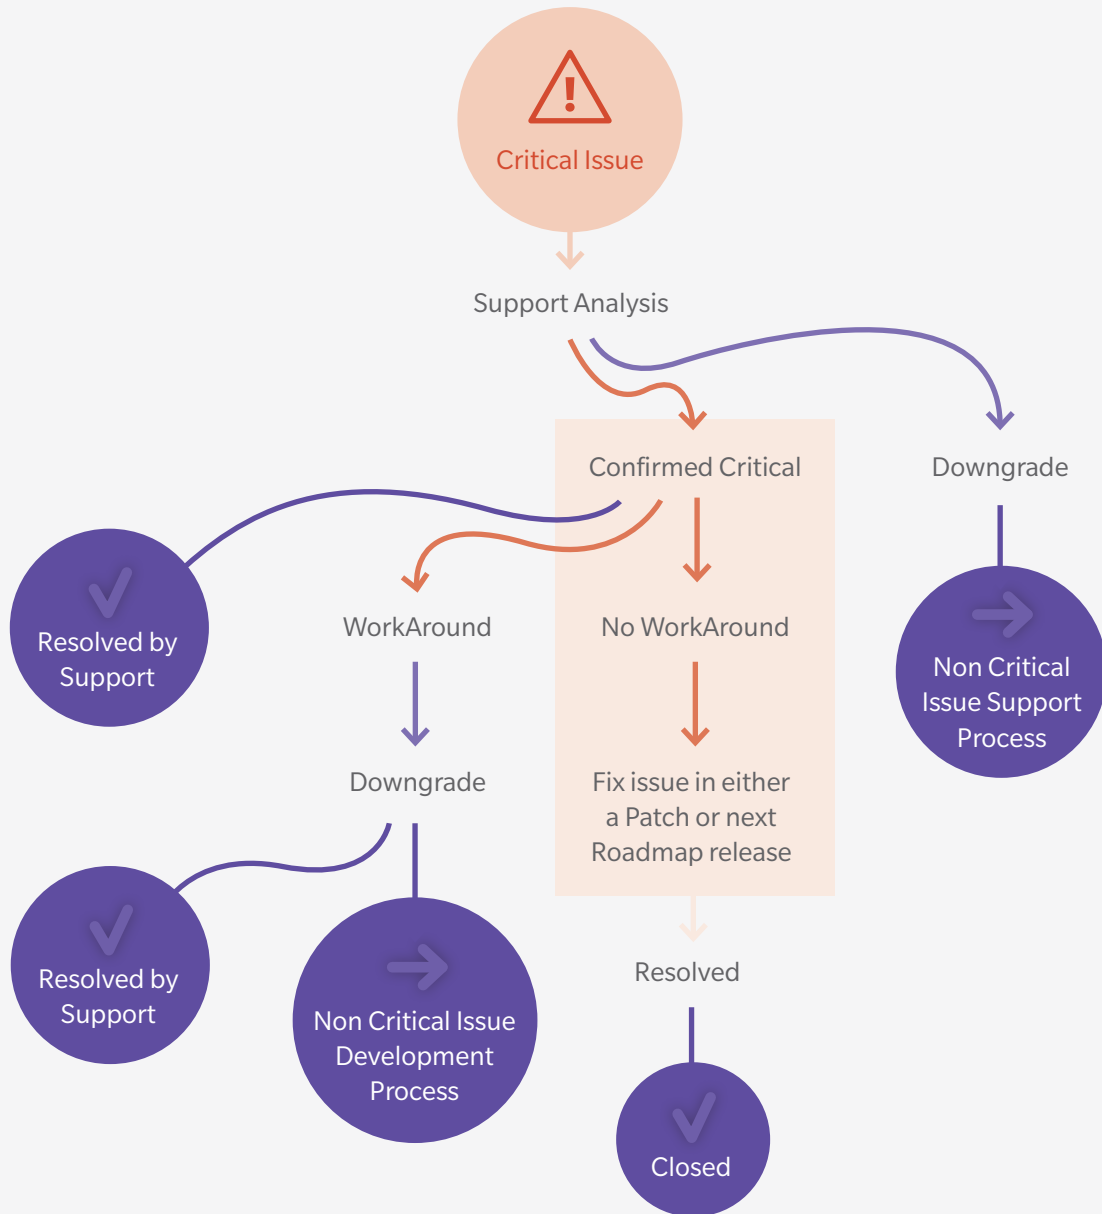 Critical Issue
Support Analysis
Confirmed Critical
Downgrade
Resolved by
Support
WorkAround
No WorkAround
Non Critical
Issue Support
Process
Downgrade
Fix issue in either
a Patch or next
Roadmap release
Resolved by
Support
Non Critical Issue
Development
Process
Resolved
Closed